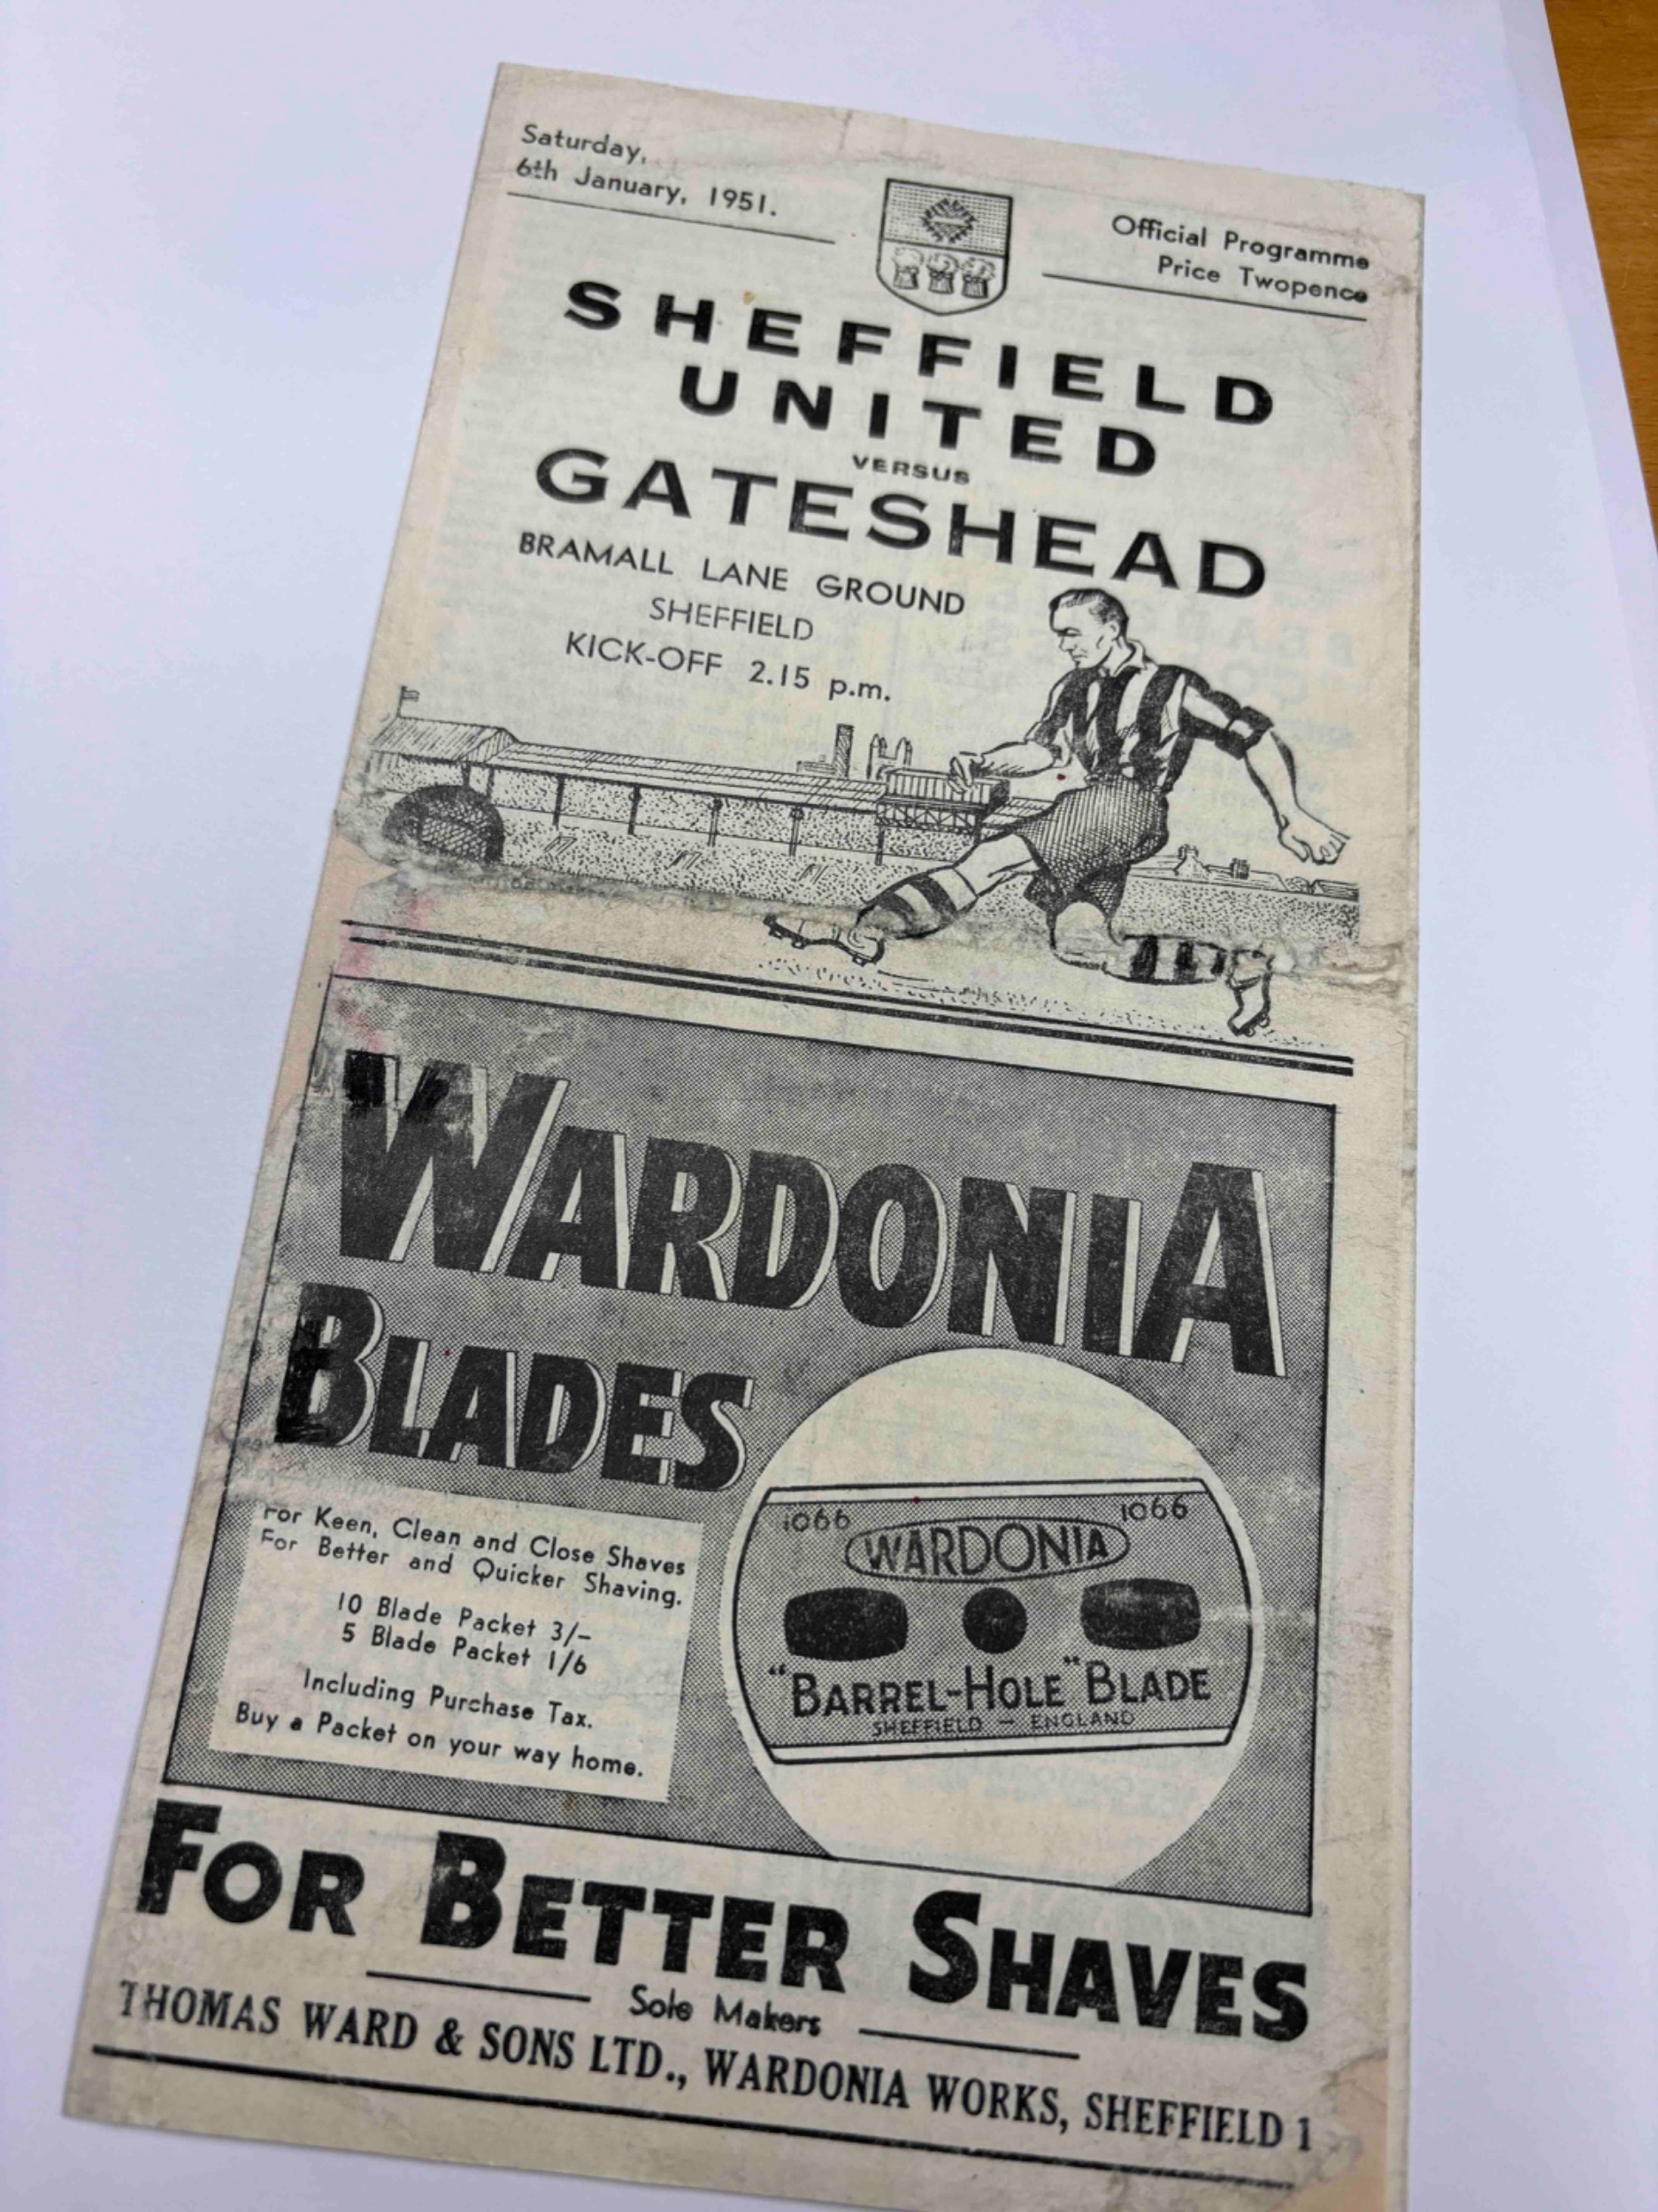 Saturday,
6th January, 1951.
Official Programme
Price Twopence
SHEFFIELD
UNITED
VERSUS
GATESHEAD
BRAMALL LANE GROUND
SHEFFIELD
KICK-OFF 2.15 p.m.
WARDONIA
BLADES
For Keen, Clean and Close Shaves
For Better and Quicker Shaving.
10 Blade Packet 3/–
5 Blade Packet 1/6
Including Purchase Tax.
Buy a Packet on your way home.
1066 1066
WARDONIA
"BARREL-HOLE" BLADE
SHEFFIELD – ENGLAND
FOR BETTER SHAVES
Sole Makers
THOMAS WARD & SONS LTD., WARDONIA WORKS, SHEFFIELD 1